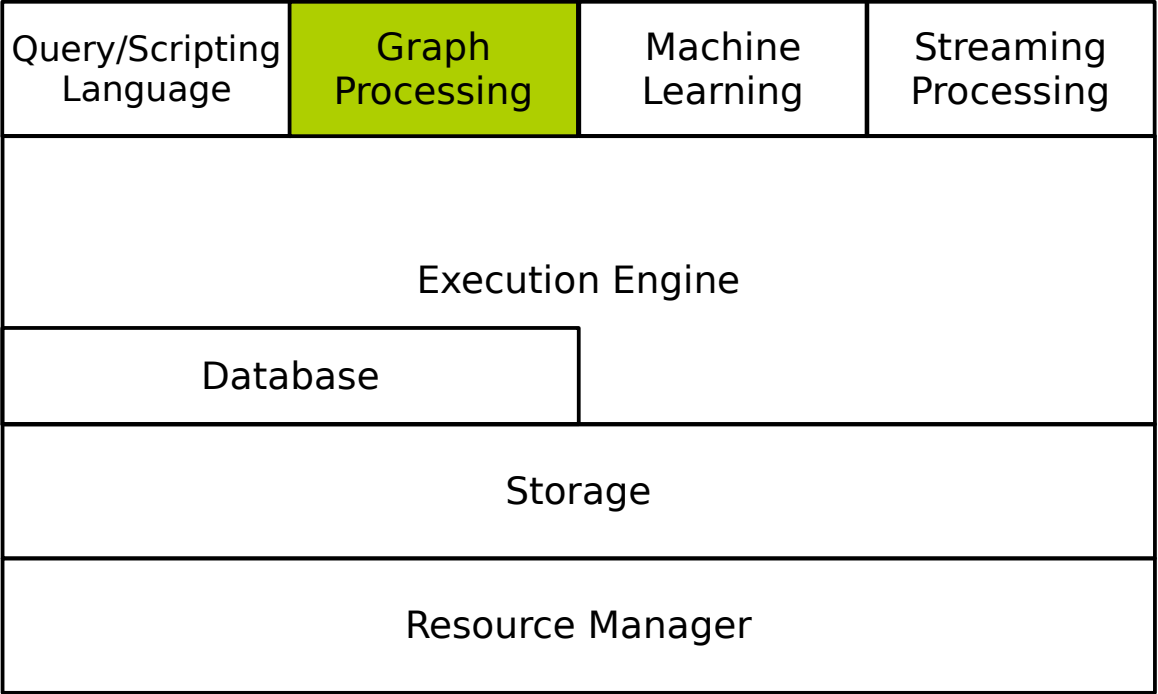 Query/Scripting
Language
Graph
Processing
Machine
Learning
Streaming
Processing
Execution Engine
Database
Storage
Resource Manager